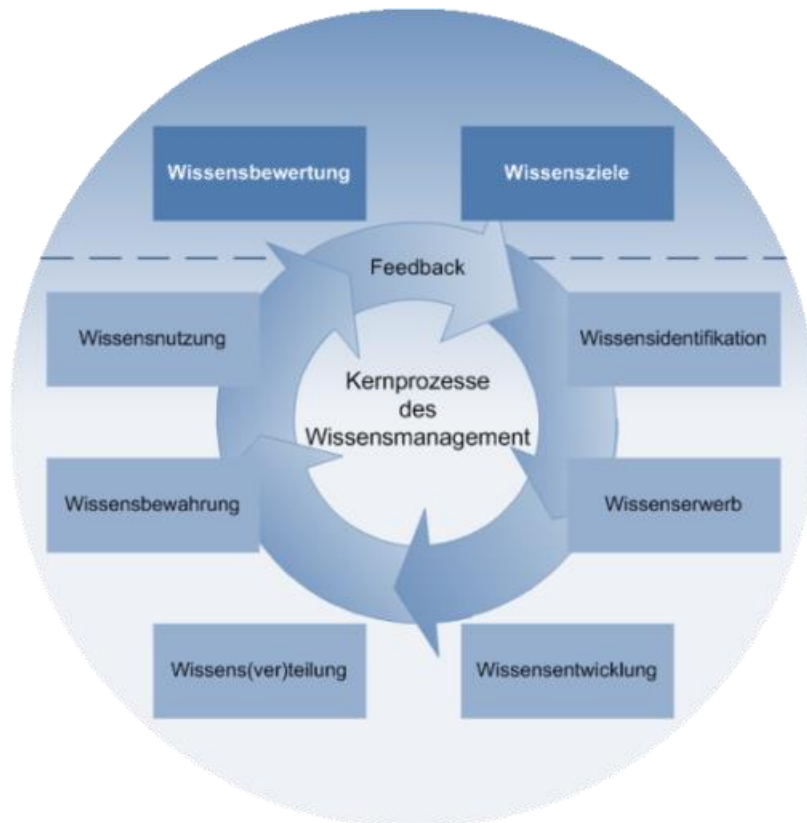 Wissensbewertung
Wissensziele
Feedback
Wissensnutzung
Wissensidentifikation
Kernprozesse
des
Wissensmanagement
Wissensbewahrung
Wissenserwerb
Wissens(ver)teilung
Wissensentwicklung